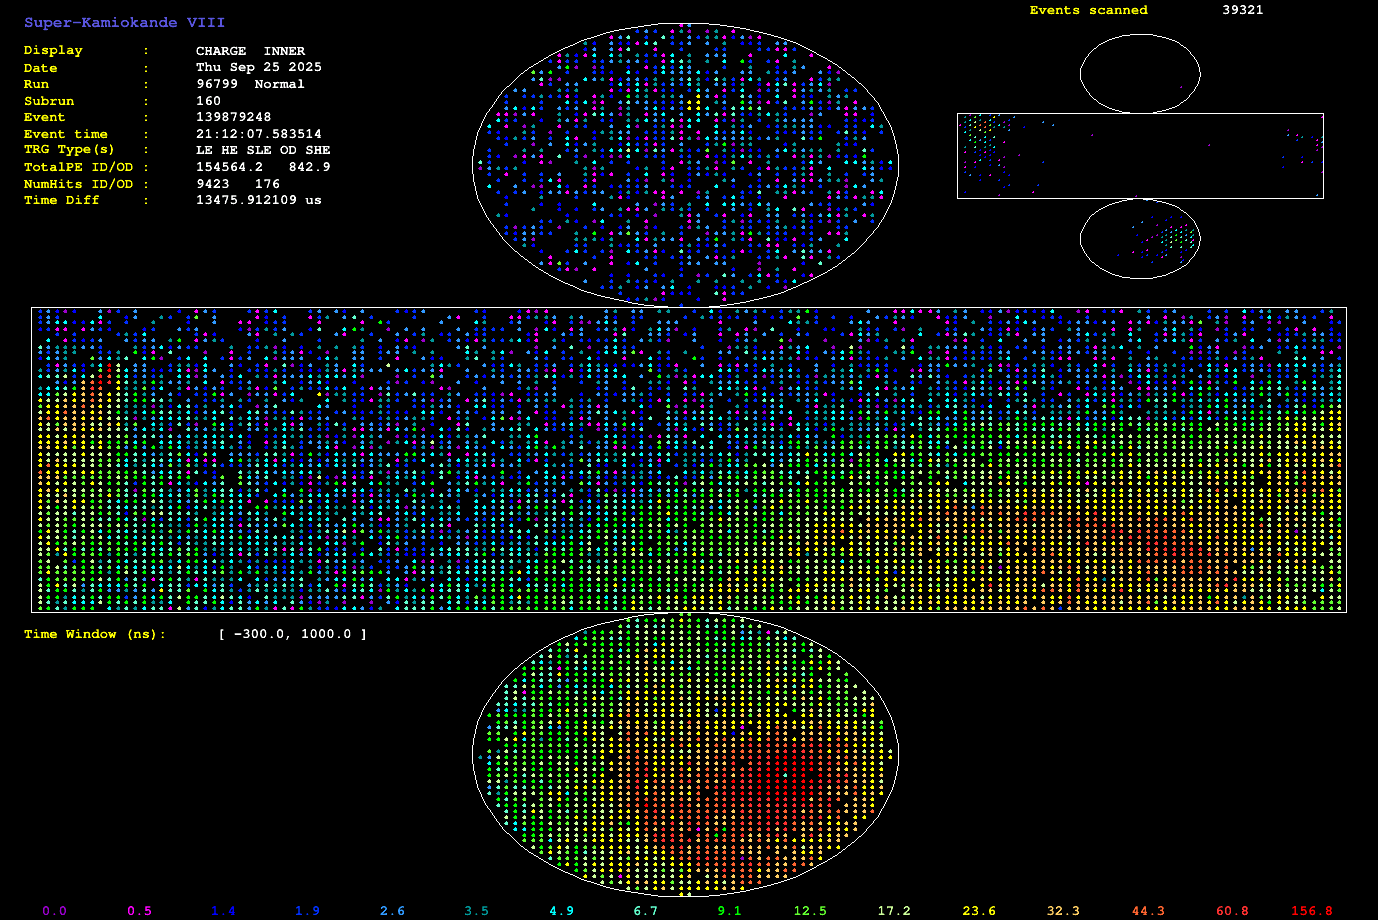 Super-Kamiokande VIII
Events scanned 39321
Display : CHARGE INNER
Date : Thu Sep 25 2025
Run : 96799 Normal
Subrun : 160
Event : 139879248
Event time : 21:12:07.583514
TRG Type(s) : LE HE SLE OD SHE
TotalPE ID/OD : 154564.2 842.9
NumHits ID/OD : 9423 176
Time Diff : 13475.912109 us
Time Window (ns): [ -300.0, 1000.0 ]
0.0 0.5 1.4 1.9 2.6 3.5 4.9 6.7 9.1 12.5 17.2 23.6 32.3 44.3 60.8 156.8